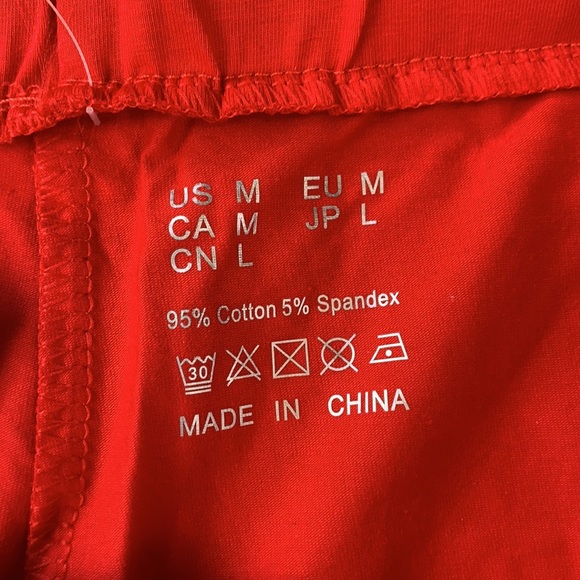 US M EU M
CA M JP L
CN L
95% Cotton 5% Spandex
30
MADE IN CHINA